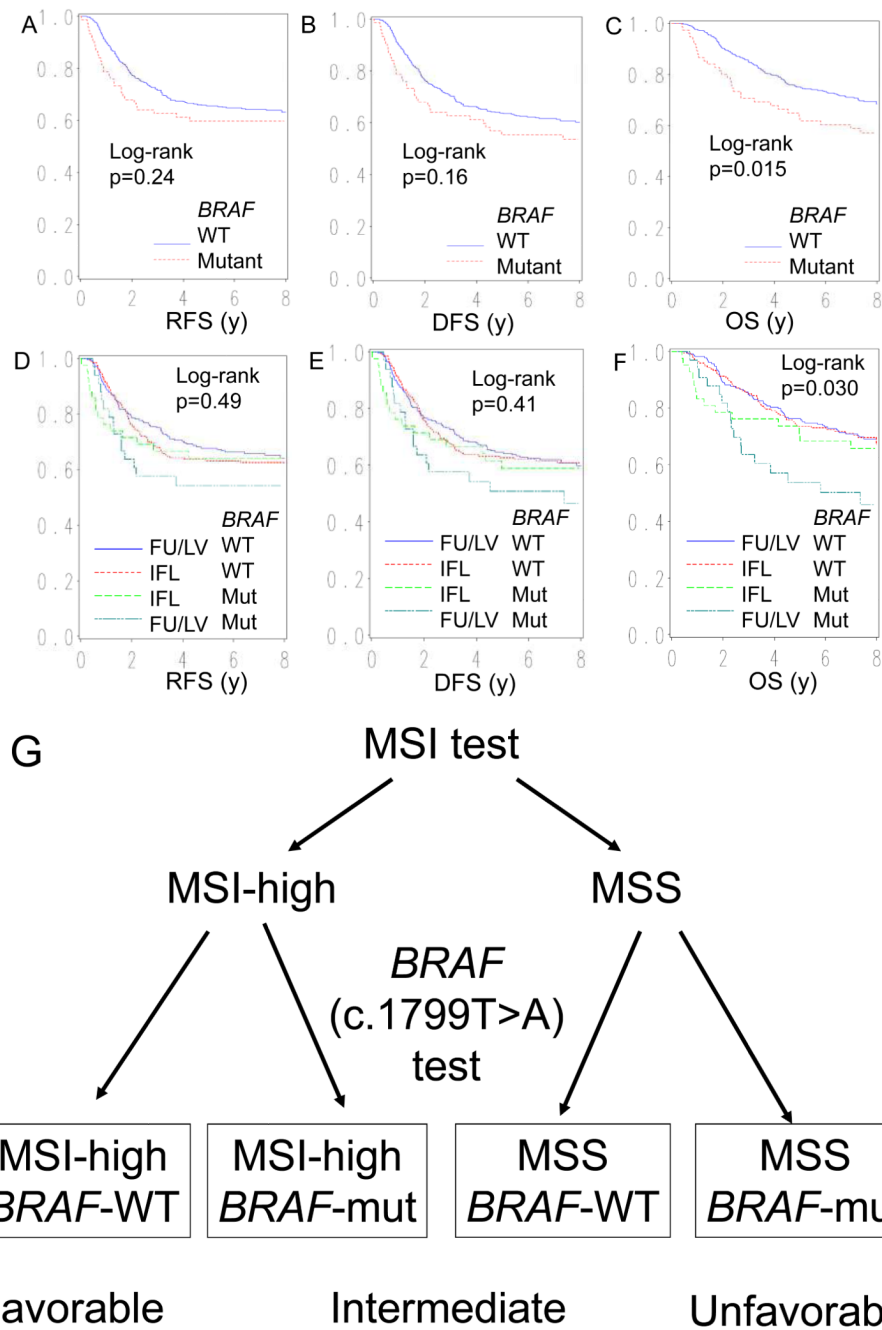 A
1.0
0.8
0.6
0.4
0.2
0.0
Log-rank
p=0.24
BRAF
WT
Mutant
0 2 4 6 8
RFS (y)
B
1.0
0.8
0.6
0.4
0.2
0.0
Log-rank
p=0.16
BRAF
WT
Mutant
0 2 4 6 8
DFS (y)
C
1.0
0.8
0.6
0.4
0.2
0.0
Log-rank
p=0.015
BRAF
WT
Mutant
0 2 4 6 8
OS (y)
D
1.0
0.8
0.6
0.4
0.2
0.0
Log-rank
p=0.49
BRAF
FU/LV WT
IFL WT
IFL Mut
FU/LV Mut
0 2 4 6 8
RFS (y)
E
1.0
0.8
0.6
0.4
0.2
0.0
Log-rank
p=0.41
BRAF
FU/LV WT
IFL WT
IFL Mut
FU/LV Mut
0 2 4 6 8
DFS (y)
F
1.0
0.8
0.6
0.4
0.2
0.0
Log-rank
p=0.030
BRAF
FU/LV WT
IFL WT
IFL Mut
FU/LV Mut
0 2 4 6 8
OS (y)
G
MSI test
MSI-high MSS
BRAF
(c.1799T>A)
test
MSI-high MSI-high MSS MSS
BRAF-WT BRAF-mut BRAF-WT BRAF-mu
avorable Intermediate Unfavorab